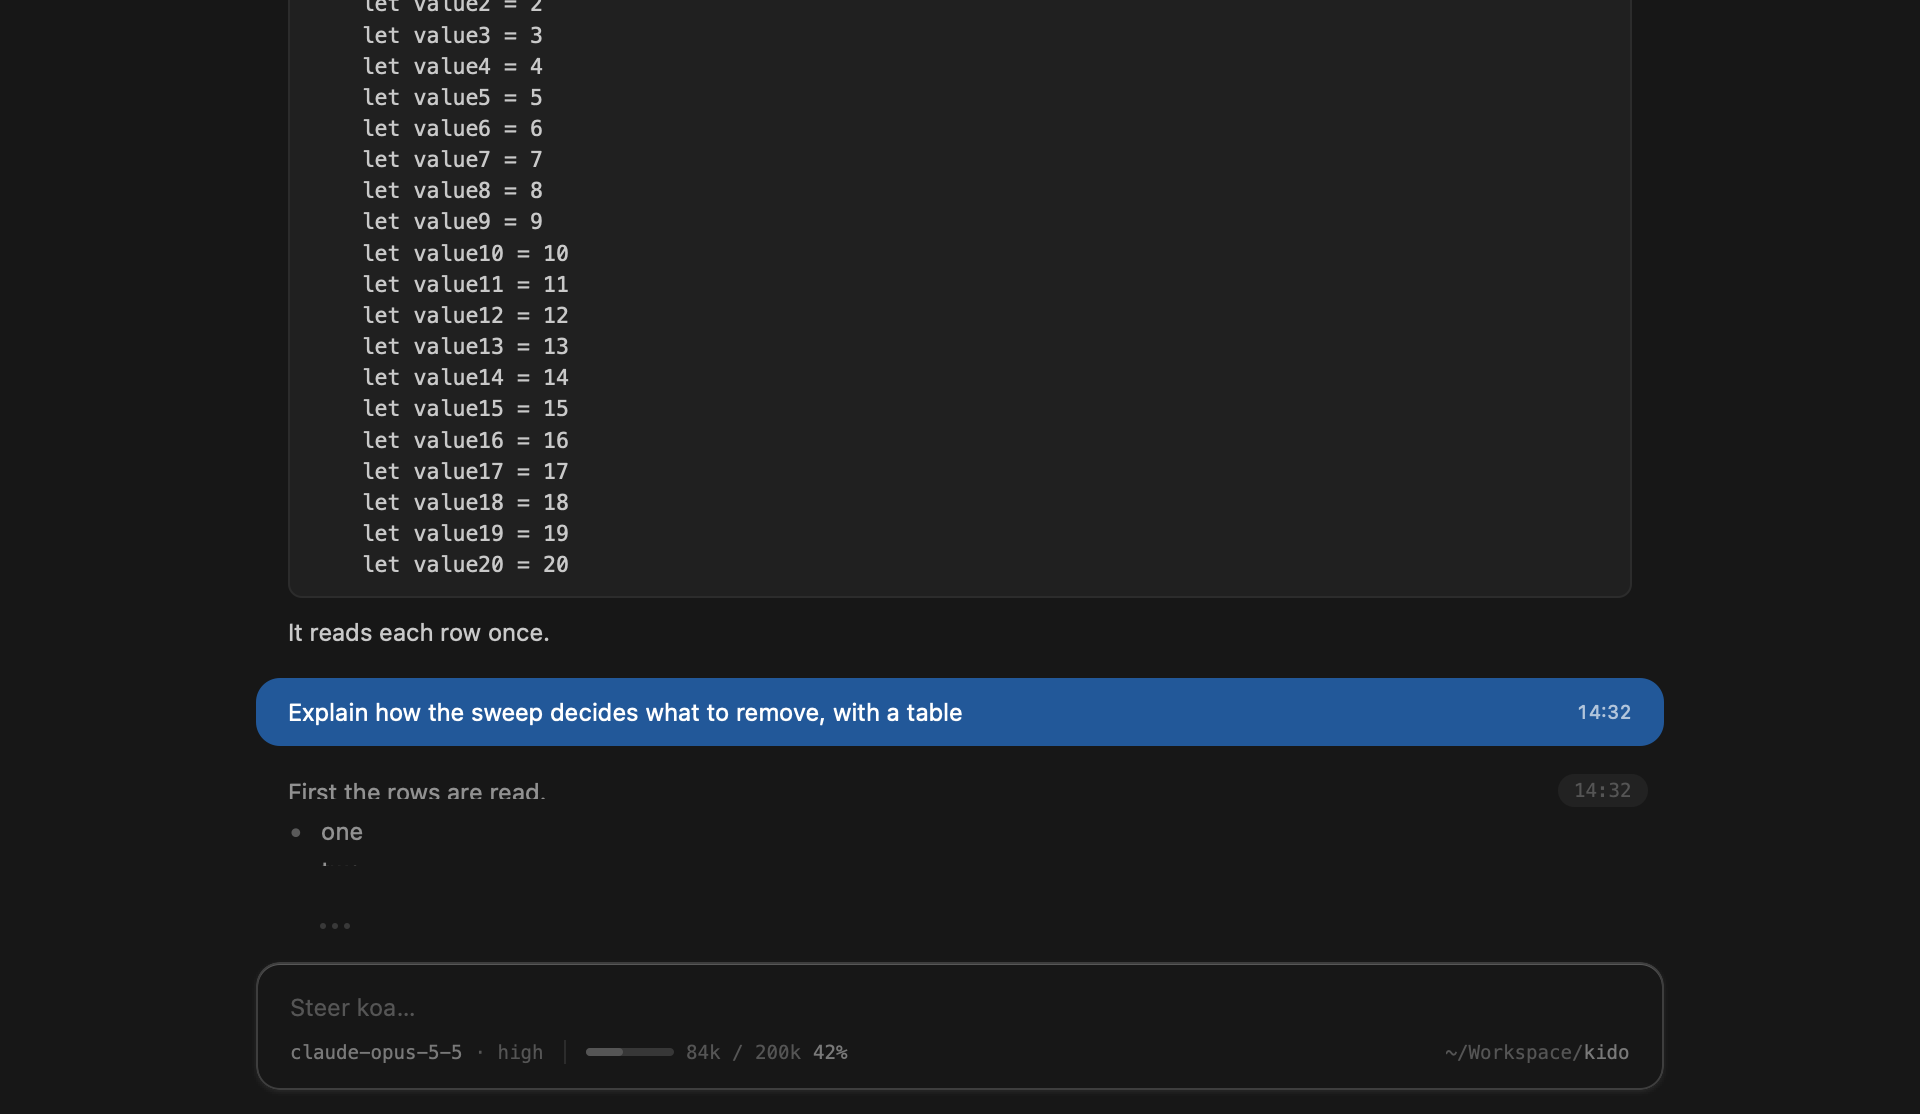 let value2 = 2
let value3 = 3
let value4 = 4
let value5 = 5
let value6 = 6
let value7 = 7
let value8 = 8
let value9 = 9
let value10 = 10
let value11 = 11
let value12 = 12
let value13 = 13
let value14 = 14
let value15 = 15
let value16 = 16
let value17 = 17
let value18 = 18
let value19 = 19
let value20 = 20
It reads each row once.
Explain how the sweep decides what to remove, with a table 14:32
First the rows are read. 14:32
• one
Steer koa...
claude-opus-5-5 · high 84k / 200k 42% ~/Workspace/kido